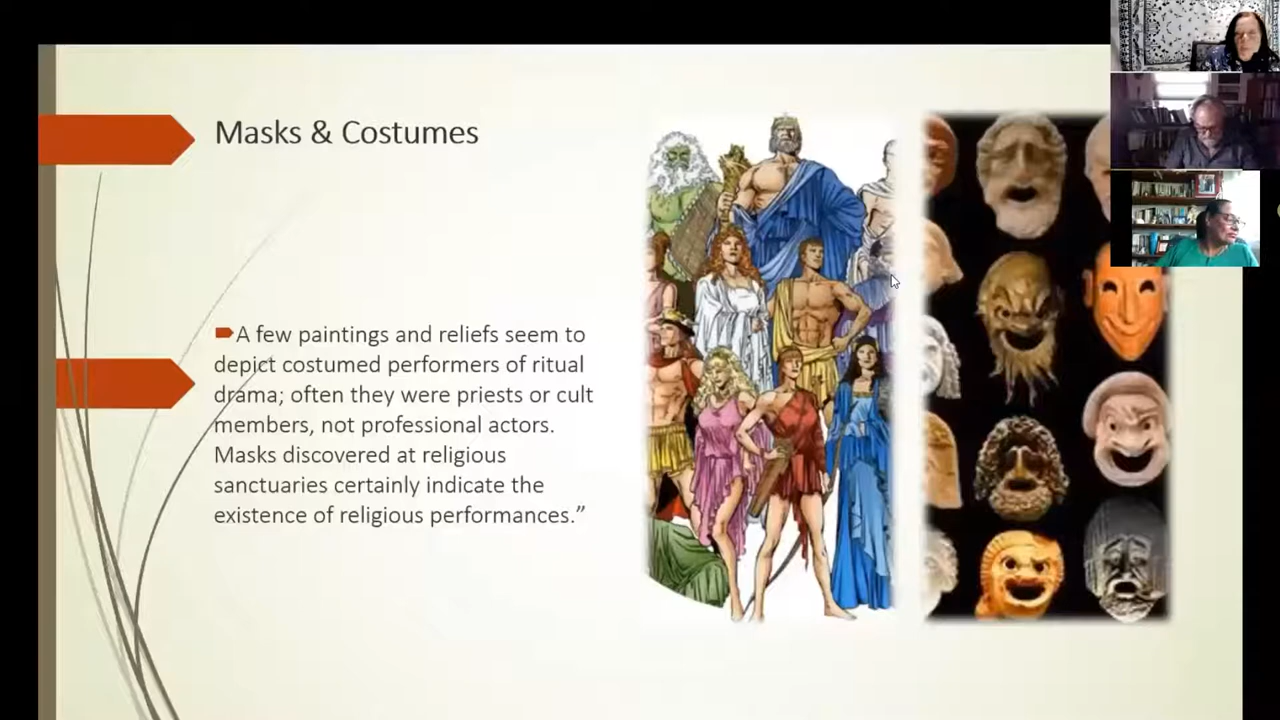 Masks & Costumes
A few paintings and reliefs seem to
depict costumed performers of ritual
drama; often they were priests or cult
members, not professional actors.
Masks discovered at religious
sanctuaries certainly indicate the
existence of religious performances.”